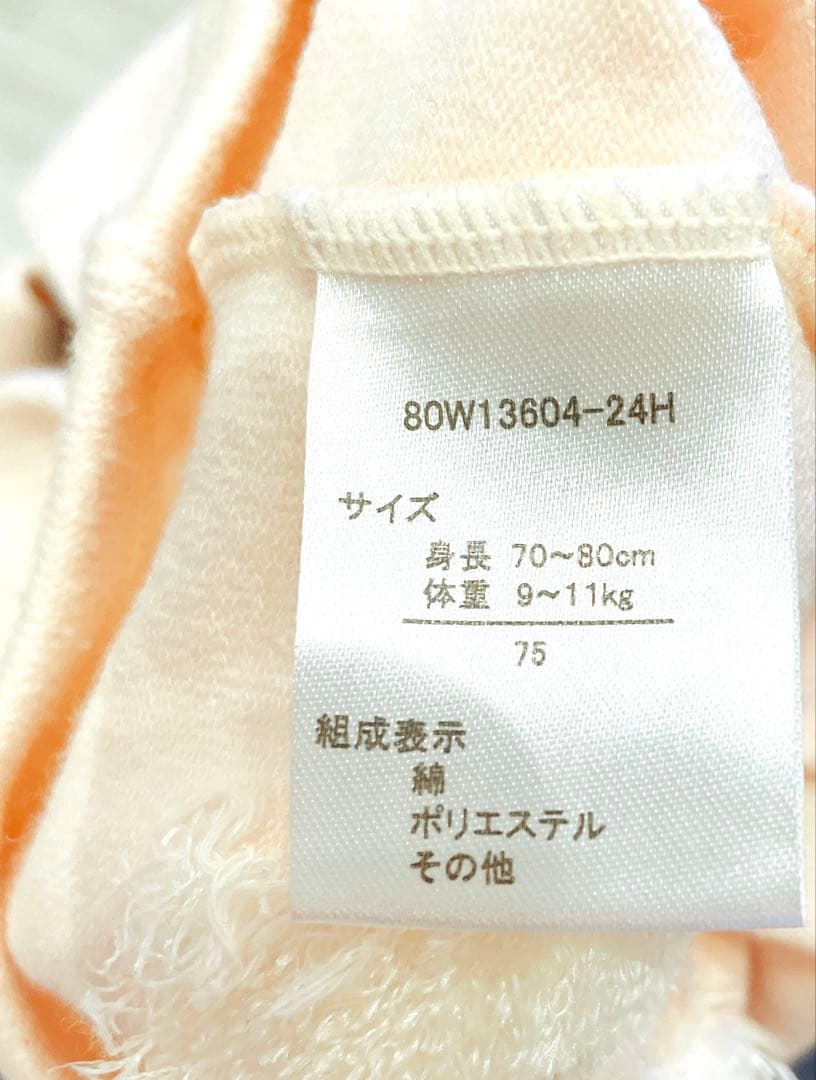 80W13604-24H
サイズ
身長 70～80cm
体重 9～11kg
75
組成表示
綿
ポリエステル
その他